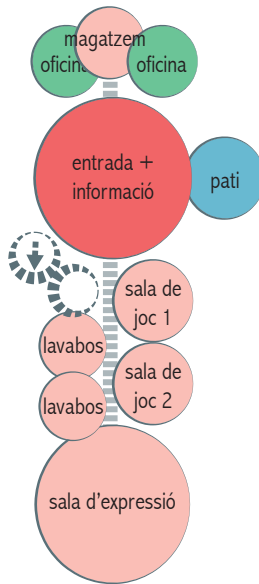 magatzem
oficina
oficina
entrada +
informació
pati
sala de
joc 1
lavabos
sala de
joc 2
lavabos
sala d’expressió